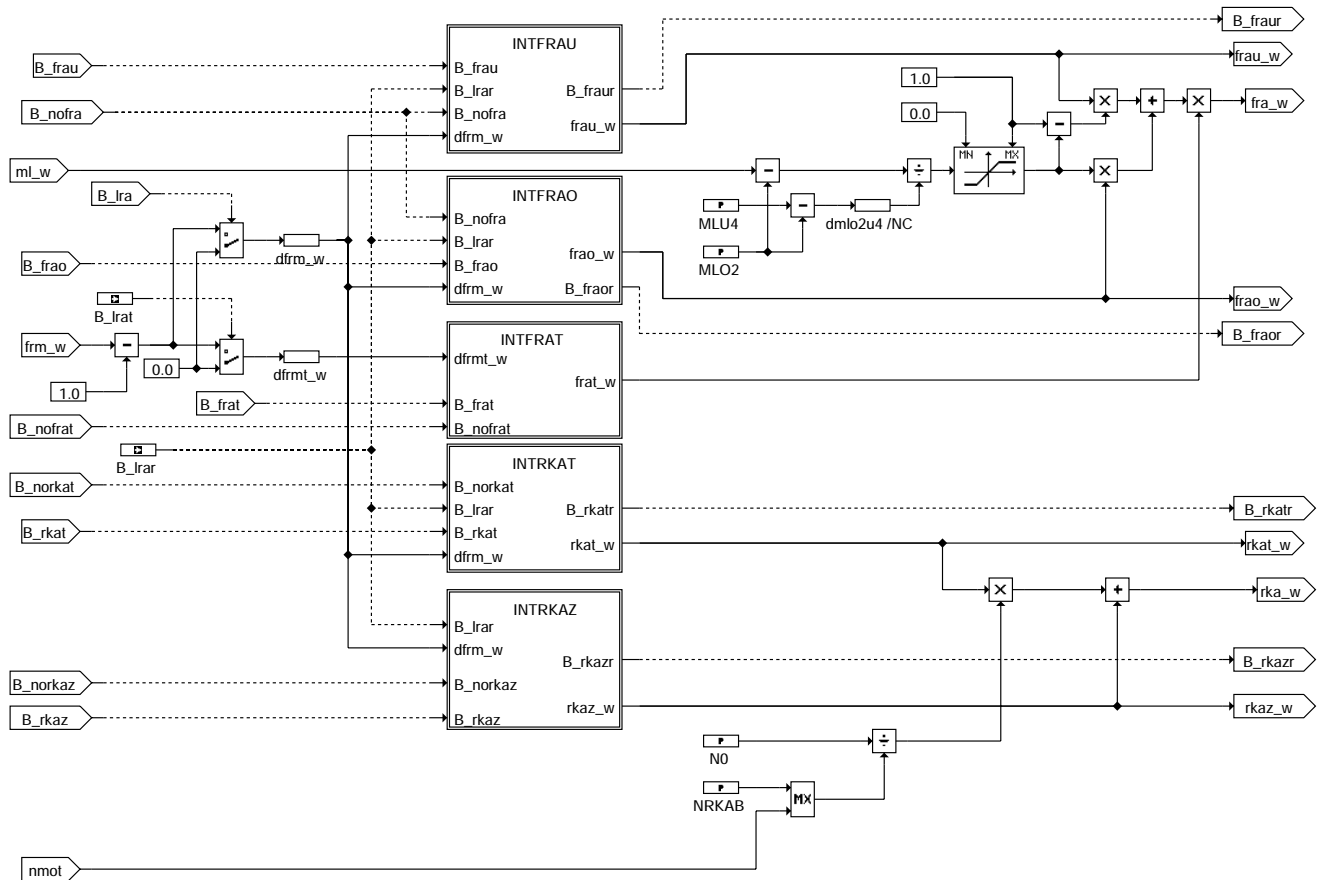 B_frau
B_nofra
ml_w
B_lra
B_frao
B_lrat
frm_w
0.0
1.0
dfrm_w
dfrmt_w
B_frat
B_nofrat
B_lrar
B_norkat
B_rkat
B_norkaz
B_rkaz
nmot
INTFRAU
B_frau
B_lrar
B_nofra
dfrm_w
B_fraur
frau_w
INTFRAO
B_nofra
B_lrar
B_frao
dfrm_w
frao_w
B_fraor
INTFRAT
dfrmt_w
B_frat
B_nofrat
frat_w
INTRKAT
B_norkat
B_lrar
B_rkat
dfrm_w
B_rkatr
rkat_w
INTRKAZ
B_lrar
dfrm_w
B_norkaz
B_rkaz
B_rkazr
rkaz_w
1.0
0.0
MN MX
P
MLU4
P
MLO2
dmlo2u4 /NC
P
N0
P
NRKAB
MX
B_fraur
frau_w
fra_w
frao_w
B_fraor
B_rkatr
rkat_w
rka_w
B_rkazr
rkaz_w